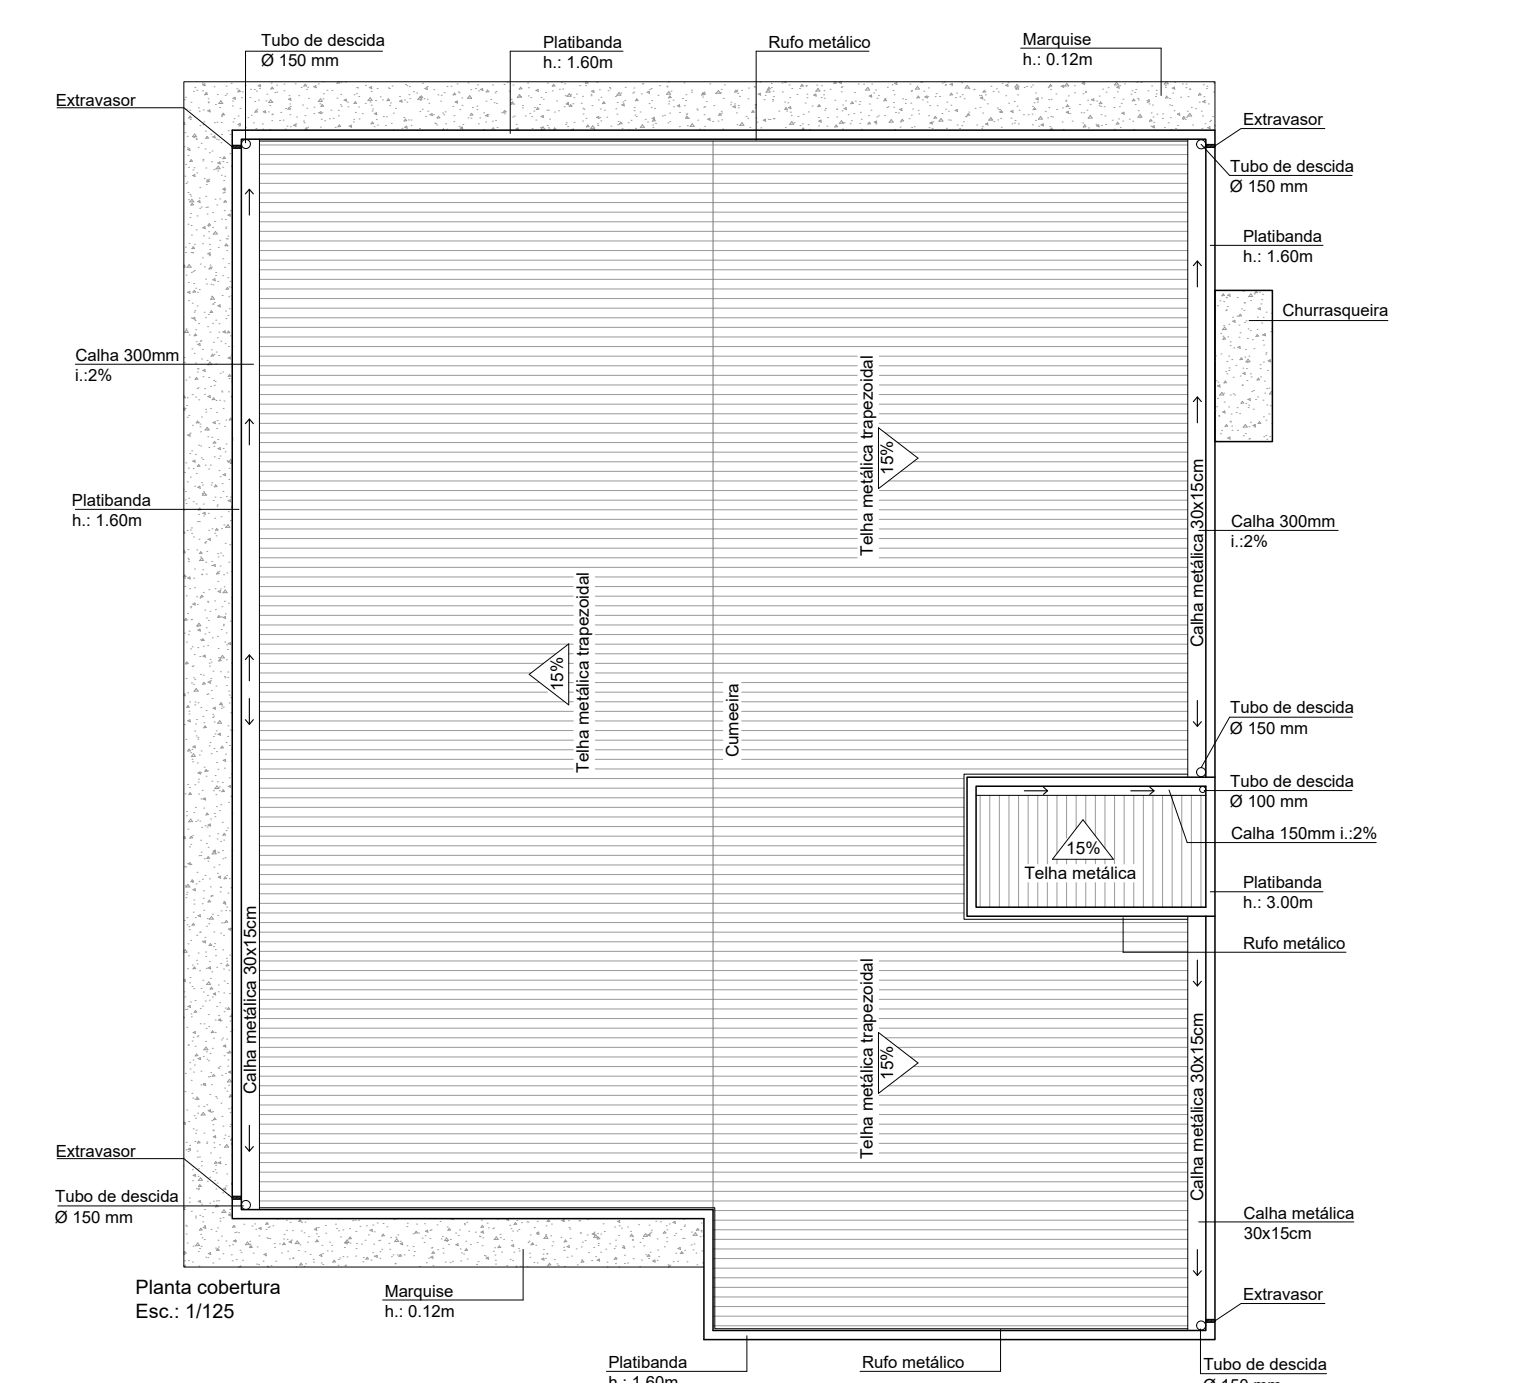 Tubo de descida
Ø 150 mm
Platibanda
h.: 1.60m
Rufo metálico
Marquise
h.: 0.12m
Extravasor
Extravasor
Tubo de descida
Ø 150 mm
Platibanda
h.: 1.60m
Churrasqueira
Calha 300mm
i.:2%
Telha metálica trapezoidal
15%
Calha metálica 30x15cm
Platibanda
h.: 1.60m
Calha 300mm
i.:2%
15%
Telha metálica trapezoidal
Cumeeira
Tubo de descida
Ø 150 mm
Tubo de descida
Ø 100 mm
Calha 150mm i.:2%
15%
Telha metálica
Platibanda
h.: 3.00m
Rufo metálico
Calha metálica 30x15cm
Telha metálica trapezoidal
15%
Calha metálica 30x15cm
Extravasor
Tubo de descida
Ø 150 mm
Calha metálica
30x15cm
Planta cobertura
Esc.: 1/125
Marquise
h.: 0.12m
Extravasor
Platibanda
h.: 1.60m
Rufo metálico
Tubo de descida
Ø 150 mm